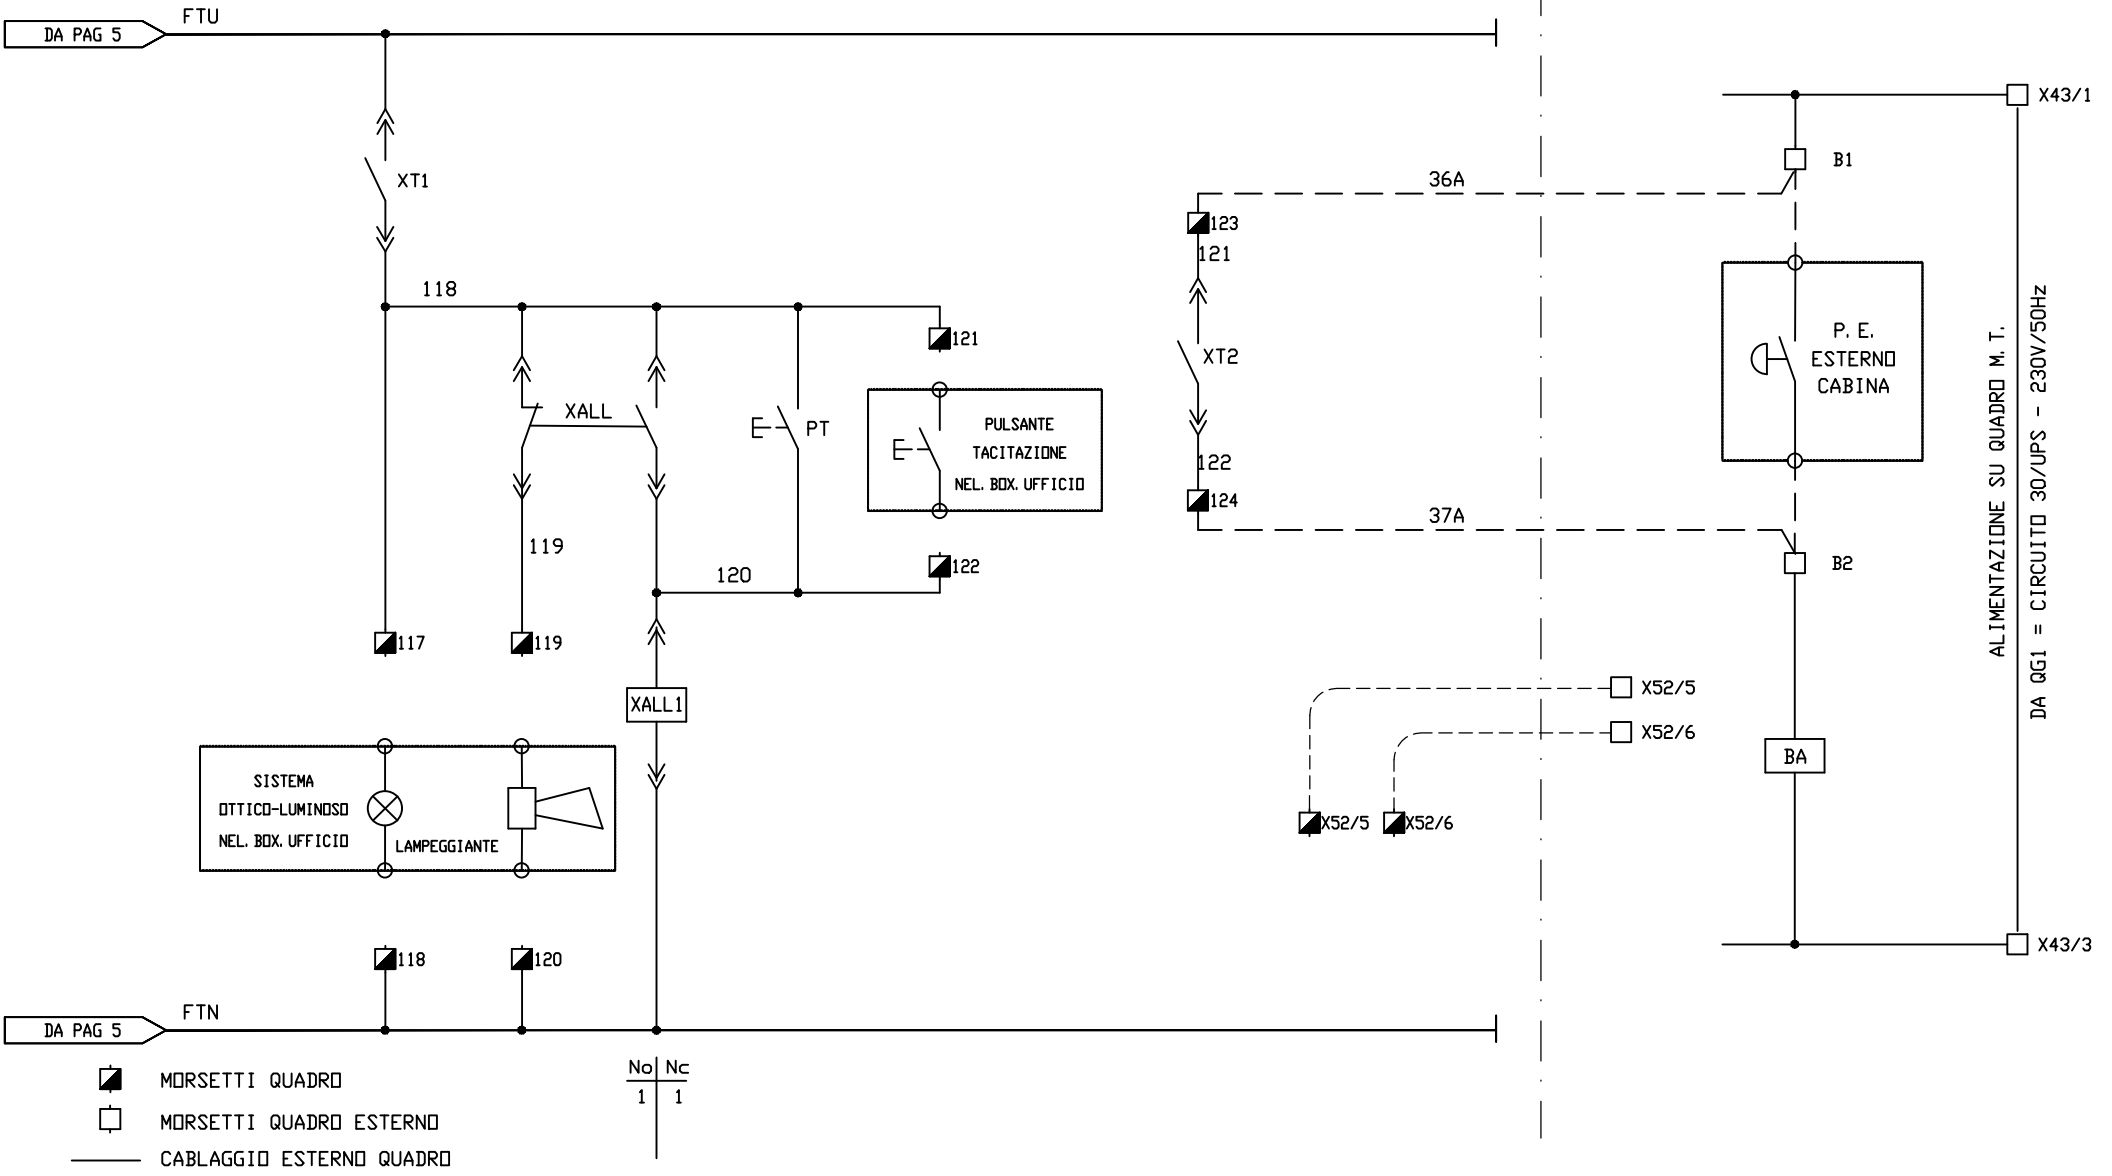 FTU
DA PAG 5
XT1
118
XALL
PT
121
PULSANTE
TACITAZIONE
NEL. BOX. UFFICIO
119
120
122
117
119
XALL1
SISTEMA
OTTICO-LUMINOSO
NEL. BOX. UFFICIO
LAMPEGGIANTE
118
120
FTN
DA PAG 5
No
Nc
1
1
MORSETTI QUADRO
MORSETTI QUADRO ESTERNO
CABLAGGIO ESTERNO QUADRO
36A
123
121
XT2
122
124
37A
X52/5
X52/6
X52/5
X52/6
X43/1
B1
P. E.
ESTERNO
CABINA
B2
BA
X43/3
ALIMENTAZIONE SU QUADRO M. T.
DA QG1 = CIRCUITO 30/UPS - 230V/50Hz